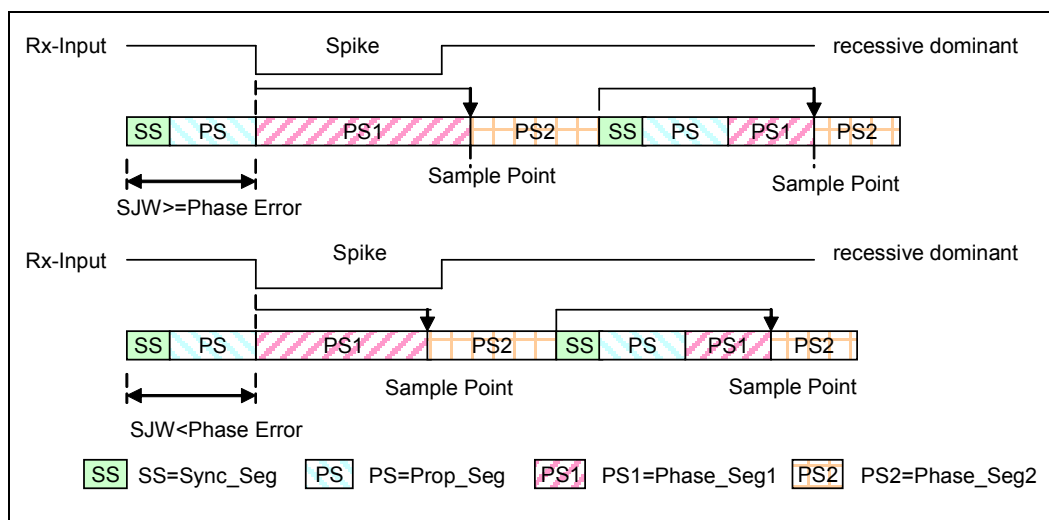 Rx-Input Spike recessive dominant
SS PS PS1 PS2 SS PS PS1 PS2
Sample Point Sample Point
SJW>=Phase Error
Rx-Input Spike recessive dominant
SS PS PS1 PS2 SS PS PS1 PS2
Sample Point Sample Point
SJW<Phase Error
SS SS=Sync_Seg PS PS=Prop_Seg PS1 PS1=Phase_Seg1 PS2 PS2=Phase_Seg2